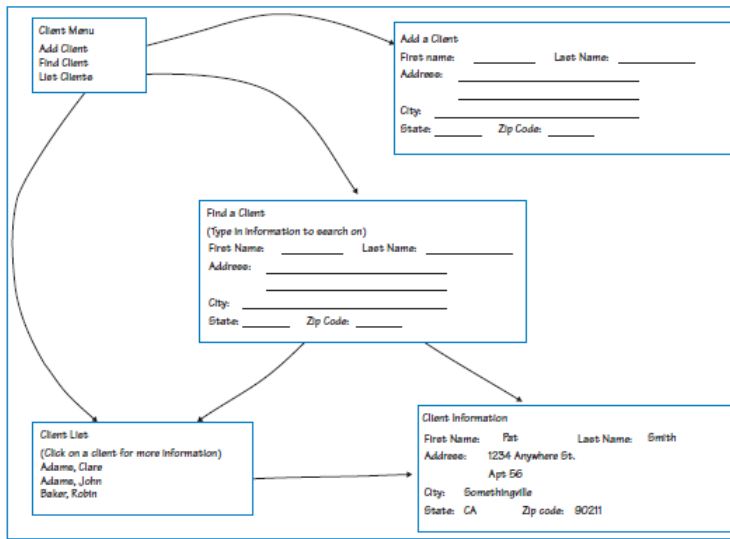 Client Menu
Add Client
Find Client
List Clients
Add a Client
First name: Last Name:
Address:
City:
State: Zip Code:
Find a Client
(Type in information to search on)
First Name: Last Name:
Address:
City:
State: Zip Code:
Client List
(Click on a client for more information)
Adams, Clare
Adams, John
Baker, Robin
Client Information
First Name: Pat Last Name: Smith
Address: 1234 Anywhere St.
Apt 56
City: Somethingville
State: CA Zip code: 90211